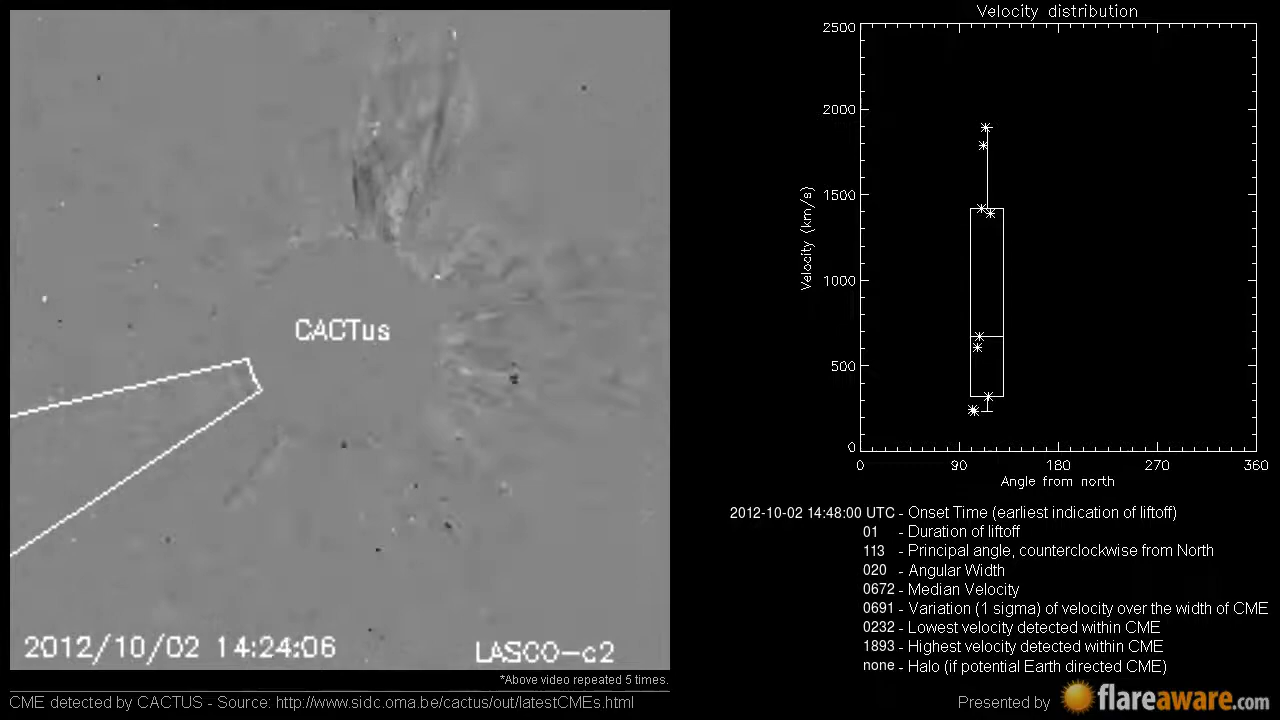 CACTus
2012/10/02 14:24:06
LASCO-c2
*Above video repeated 5 times.
CME detected by CACTUS - Source: http://www.sidc.oma.be/cactus/out/latestCMEs.html
Velocity distribution
2500
2000
1500
1000
500
0
Velocity (km/s)
0 90 180 270 360
Angle from north
2012-10-02 14:48:00 UTC - Onset Time (earliest indication of liftoff)
01 - Duration of liftoff
113 - Principal angle, counterclockwise from North
020 - Angular Width
0672 - Median Velocity
0691 - Variation (1 sigma) of velocity over the width of CME
0232 - Lowest velocity detected within CME
1893 - Highest velocity detected within CME
none - Halo (if potential Earth directed CME)
Presented by flareaware.com